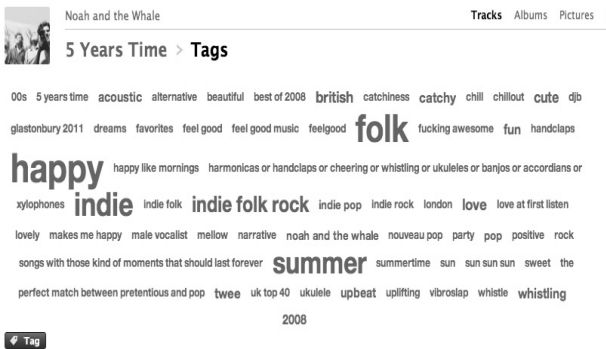 Noah and the Whale
Tracks Albums Pictures
5 Years Time > Tags
00s 5 years time acoustic alternative beautiful best of 2008 british catchiness catchy chill chillout cute djb
glastonbury 2011 dreams favorites feel good feel good music feelgood folk fucking awesome fun handclaps
happy happy like mornings harmonicas or handclaps or cheering or whistling or ukuleles or banjos or accordians or
xylophones indie indie folk indie folk rock indie pop indie rock london love love at first listen
lovely makes me happy male vocalist mellow narrative noah and the whale nouveau pop party pop positive rock
songs with those kind of moments that should last forever summer summertime sun sun sun sun sweet the
perfect match between pretentious and pop twee uk top 40 ukulele upbeat uplifting vibroslap whistle whistling
2008
Tag